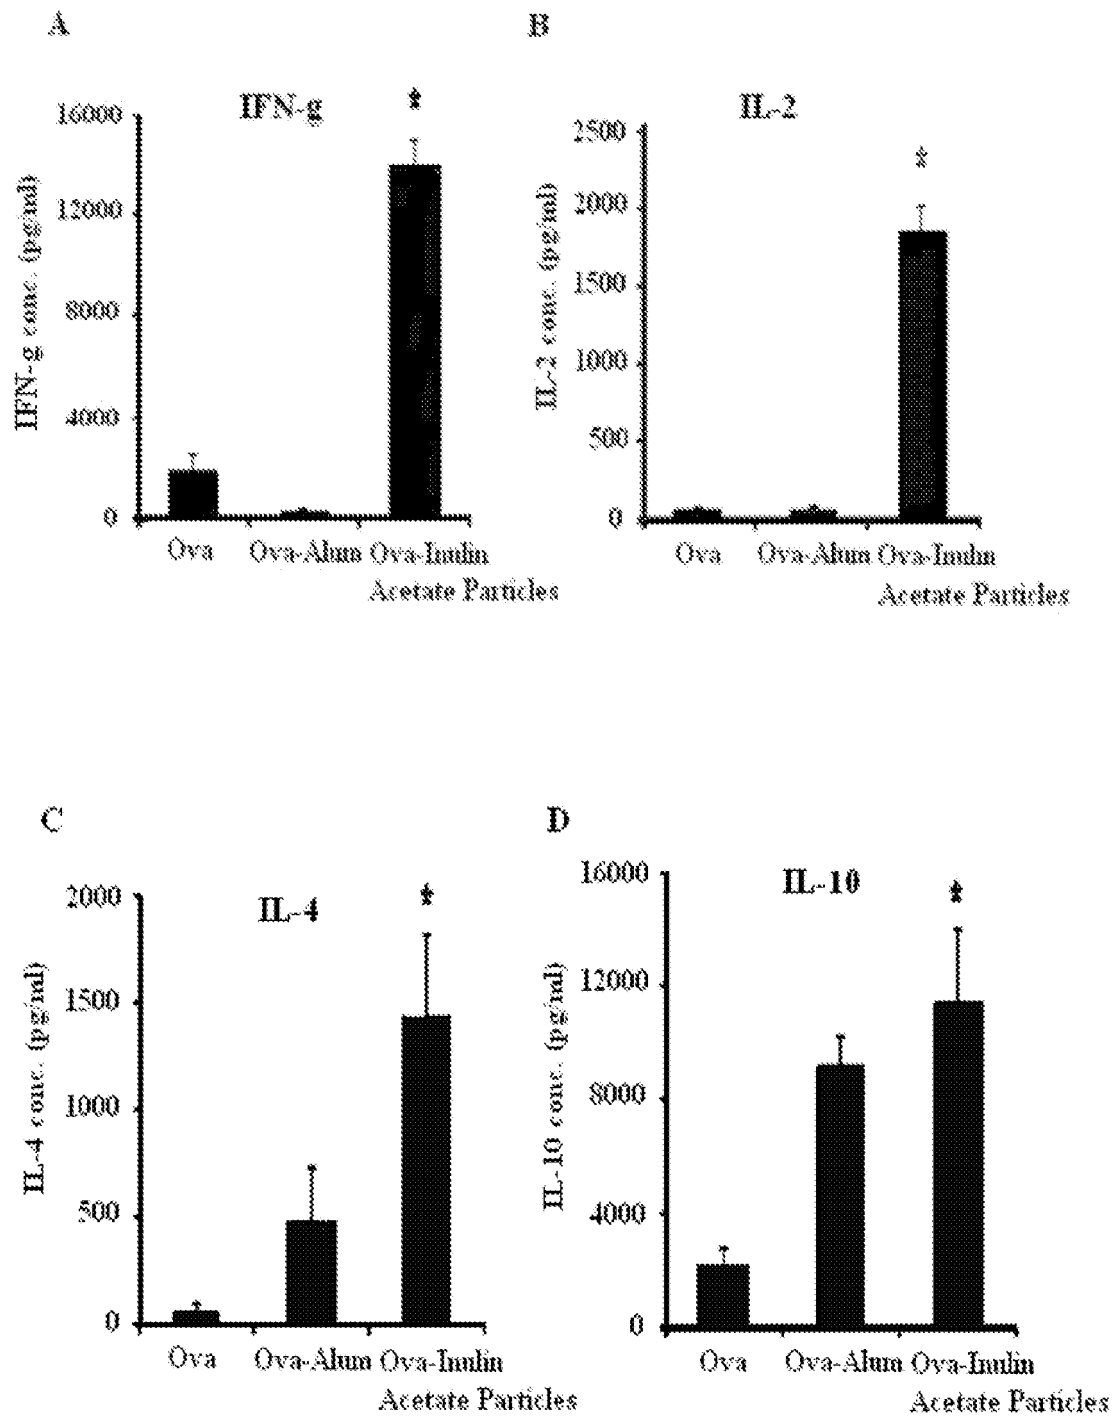 A
IFN-g
16000
12000
8000
4000
0
IFN-g conc. (pg/ml)
Ova Ova-Alum Ova-Inulin
Acetate Particles
B
IL-2
2500
2000
1500
1000
500
0
IL-2 conc. (pg/ml)
Ova Ova-Alum Ova-Inulin
Acetate Particles
C
IL-4
2000
1500
1000
500
0
IL-4 conc. (pg/ml)
Ova Ova-Alum Ova-Inulin
Acetate Particles
D
IL-10
16000
12000
8000
4000
0
IL-10 conc. (pg/ml)
Ova Ova-Alum Ova-Inulin
Acetate Particles